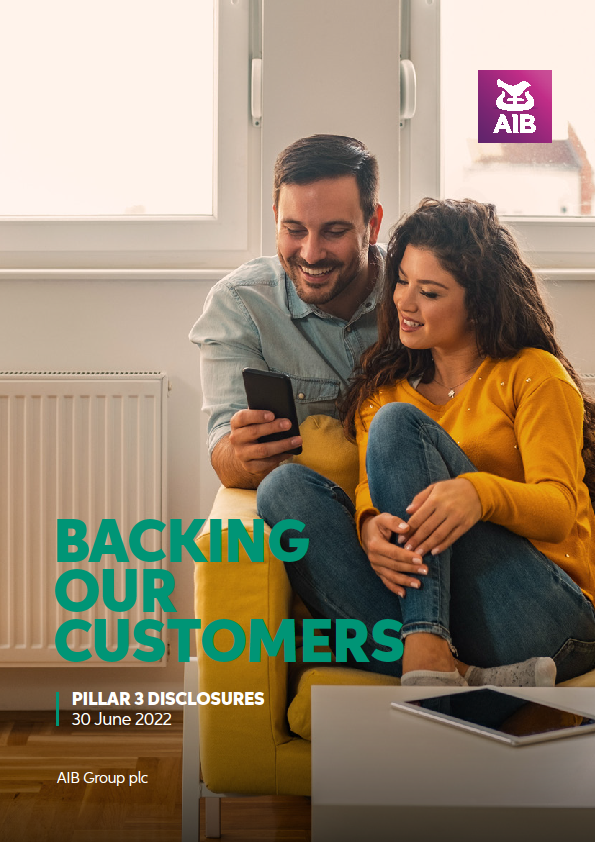 AIB
BACKING
OUR
CUSTOMERS
PILLAR 3 DISCLOSURES
30 June 2022
AIB Group plc